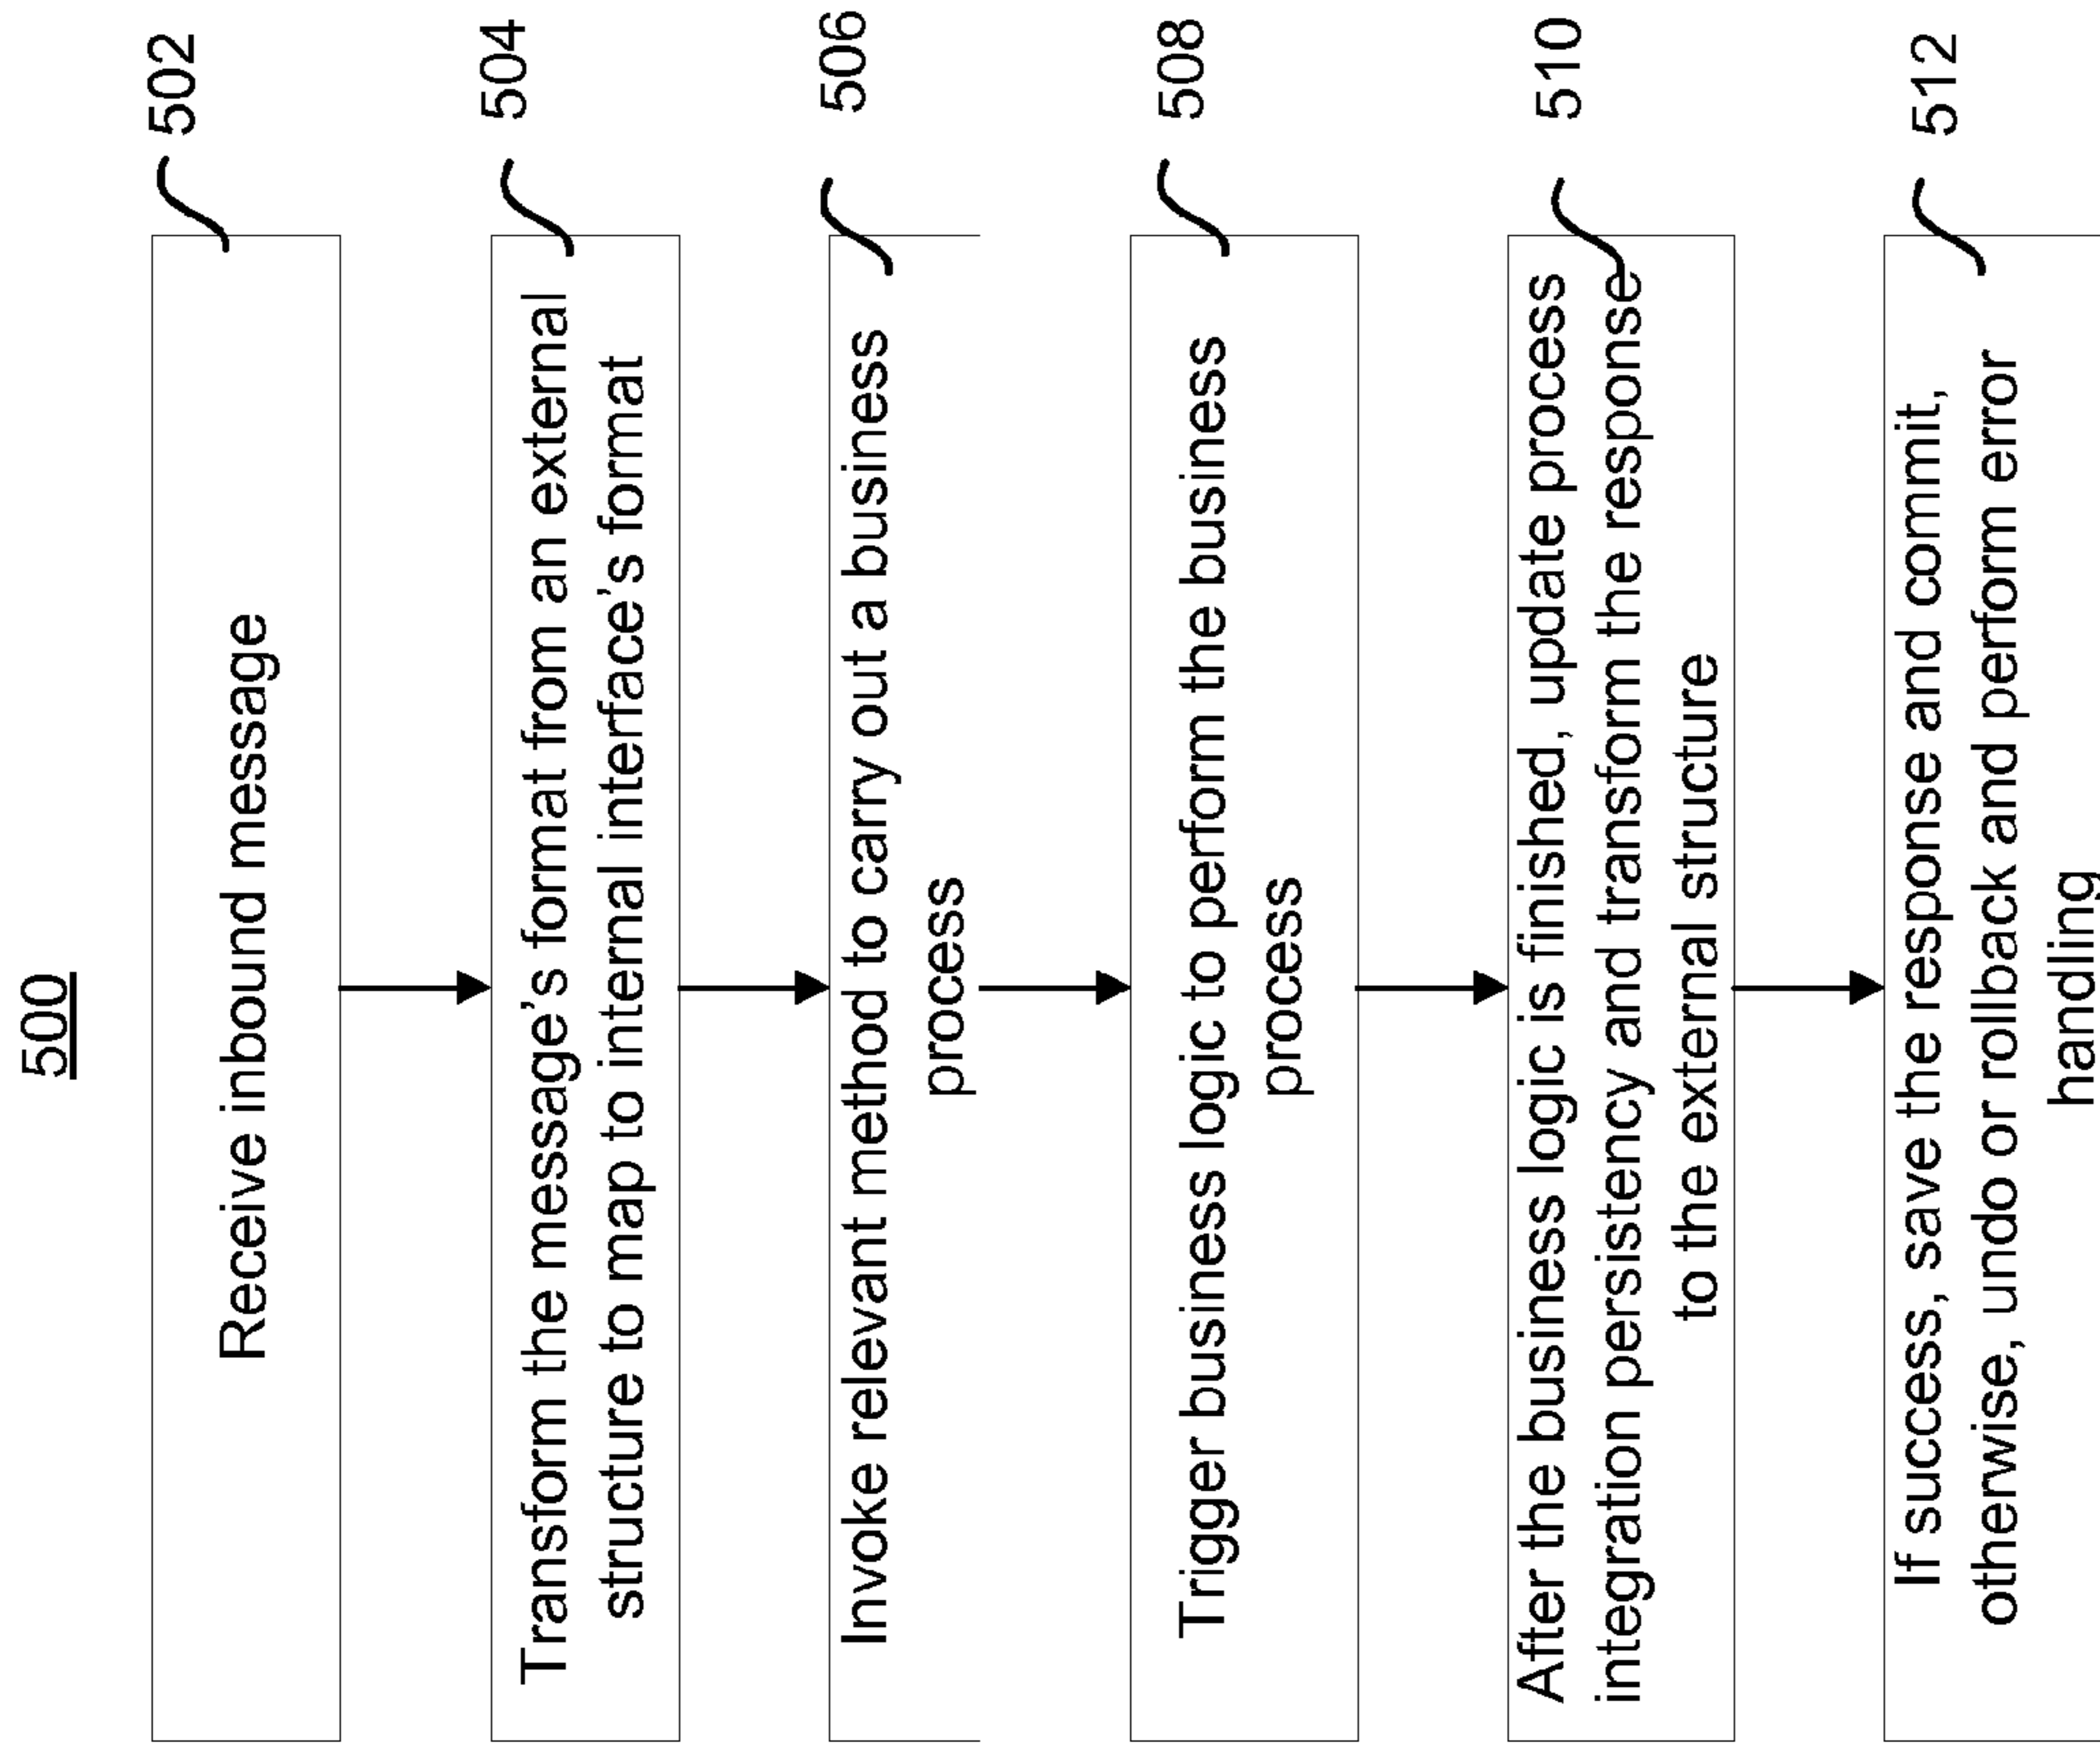 500
502
Receive inbound message
504
Transform the message's format from an external
structure to map to internal interface's format
506
Invoke relevant method to carry out a business
process
508
Trigger business logic to perform the business
process
510
After the business logic is finished, update process
integration persistency and transform the response
to the external structure
512
If success, save the response and commit,
otherwise, undo or rollback and perform error
handling